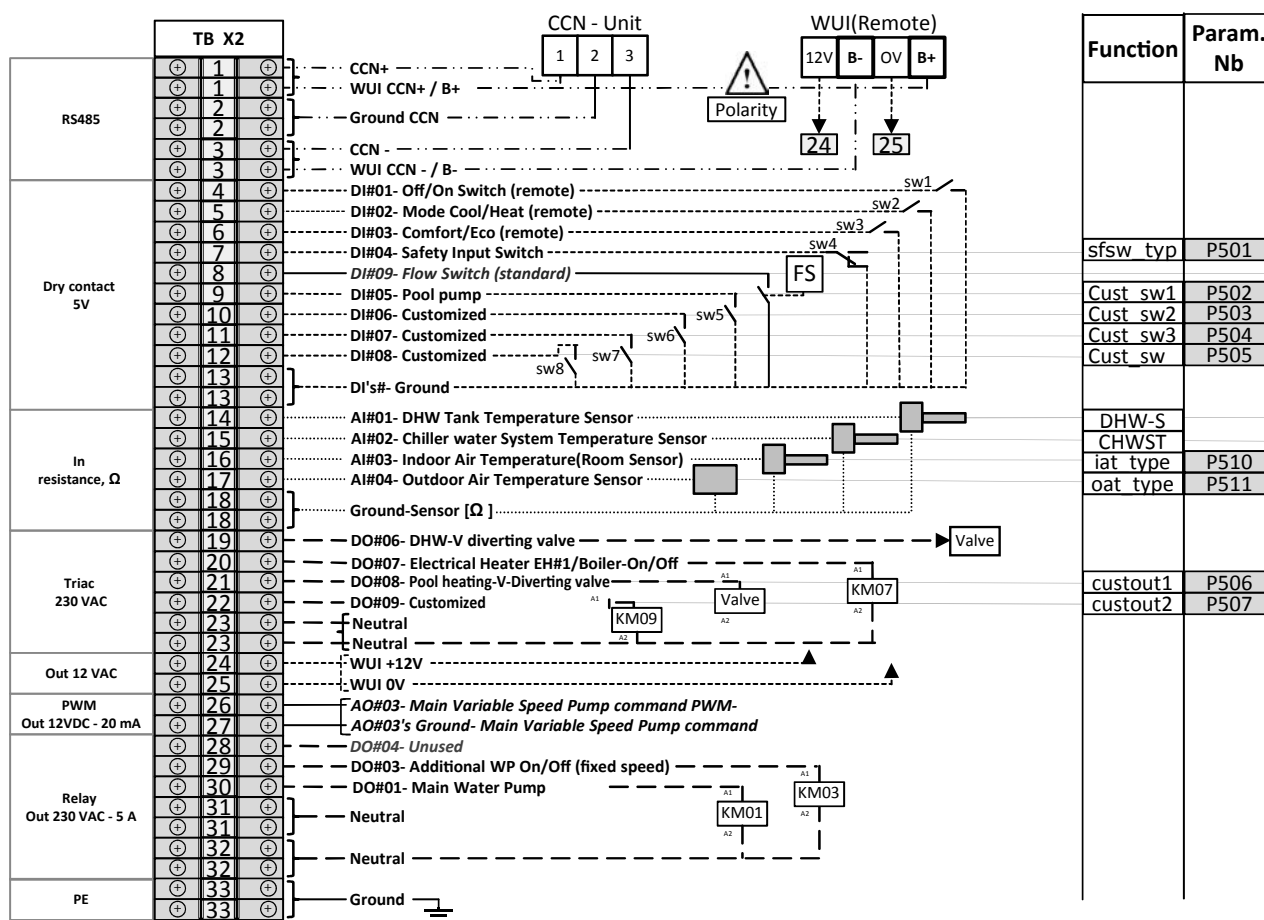 CCN - Unit
WUI(Remote)
TB X2
1 2 3
12V B- OV B+
Function
Param. Nb
Polarity
24
25
RS485
1 CCN+
1 WUI CCN+ / B+
2 Ground CCN
2
3 CCN -
3 WUI CCN - / B-
Dry contact
5V
4 DI#01- Off/On Switch (remote) sw1
5 DI#02- Mode Cool/Heat (remote) sw2
6 DI#03- Comfort/Eco (remote) sw3
7 DI#04- Safety Input Switch sw4 sfsw_typ P501
8 DI#09- Flow Switch (standard) FS
9 DI#05- Pool pump sw5 Cust_sw1 P502
10 DI#06- Customized sw6 Cust_sw2 P503
11 DI#07- Customized sw7 Cust_sw3 P504
12 DI#08- Customized sw8 Cust_sw P505
13 DI's#- Ground
13
In
resistance, Ω
14 AI#01- DHW Tank Temperature Sensor DHW-S
15 AI#02- Chiller water System Temperature Sensor CHWST
16 AI#03- Indoor Air Temperature(Room Sensor) iat_type P510
17 AI#04- Outdoor Air Temperature Sensor oat_type P511
18 Ground-Sensor [Ω ]
18
Triac
230 VAC
19 DO#06- DHW-V diverting valve Valve
20 DO#07- Electrical Heater EH#1/Boiler-On/Off A1 KM07 A2
21 DO#08- Pool heating-V-Diverting valve A1 Valve A2 custout1 P506
22 DO#09- Customized A1 KM09 A2 custout2 P507
23 Neutral
23 Neutral
Out 12 VAC
24 WUI +12V
25 WUI 0V
PWM
Out 12VDC - 20 mA
26 AO#03- Main Variable Speed Pump command PWM-
27 AO#03's Ground- Main Variable Speed Pump command
Relay
Out 230 VAC - 5 A
28 DO#04- Unused
29 DO#03- Additional WP On/Off (fixed speed) A1 KM03 A2
30 DO#01- Main Water Pump A1 KM01 A2
31 Neutral
31
32 Neutral
32
PE
33 Ground
33